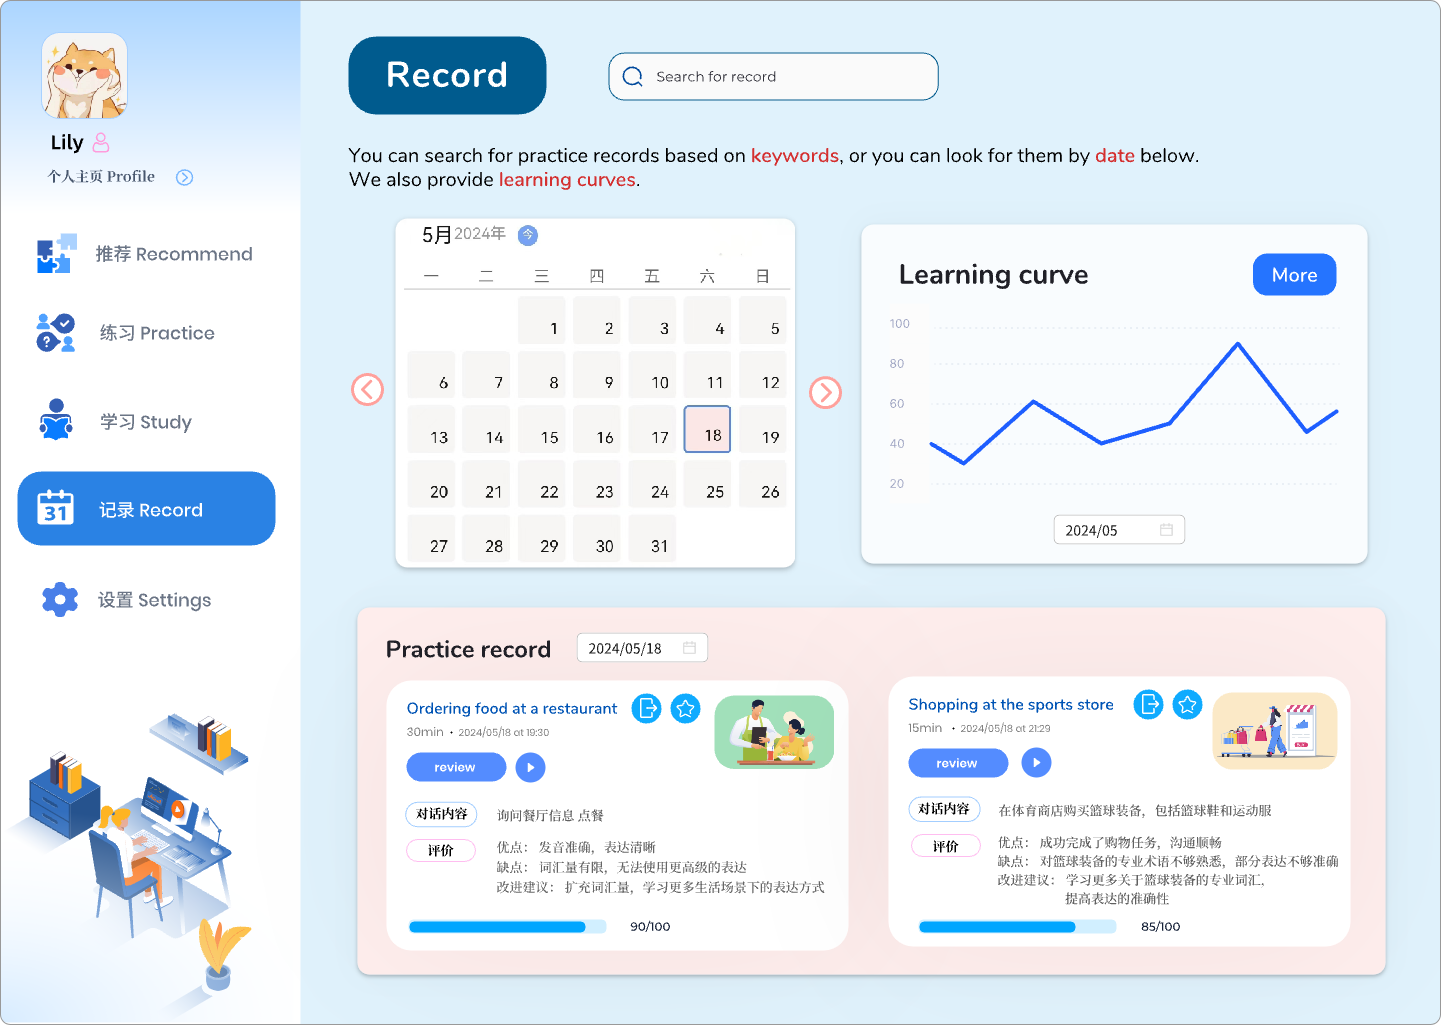 Lily
个人主页 Profile
推荐 Recommend
练习 Practice
学习 Study
31 记录 Record
设置 Settings
Record
Search for record
You can search for practice records based on keywords, or you can look for them by date below.
We also provide learning curves.
5月 2024年 今
一 二 三 四 五 六 日
1 2 3 4 5
6 7 8 9 10 11 12
13 14 15 16 17 18 19
20 21 22 23 24 25 26
27 28 29 30 31
Learning curve
More
100
80
60
40
20
2024/05
Practice record
2024/05/18
Ordering food at a restaurant
30min • 2024/05/18 at 19:30
review
对话内容 询问餐厅信息 点餐
评价 优点： 发音准确，表达清晰
缺点： 词汇量有限，无法使用更高级的表达
改进建议： 扩充词汇量，学习更多生活场景下的表达方式
90/100
Shopping at the sports store
15min • 2024/05/18 at 21:29
review
对话内容 在体育商店购买篮球装备，包括篮球鞋和运动服
评价 优点： 成功完成了购物任务，沟通顺畅
缺点： 对篮球装备的专业术语不够熟悉，部分表达不够准确
改进建议： 学习更多关于篮球装备的专业词汇，
提高表达的准确性
85/100